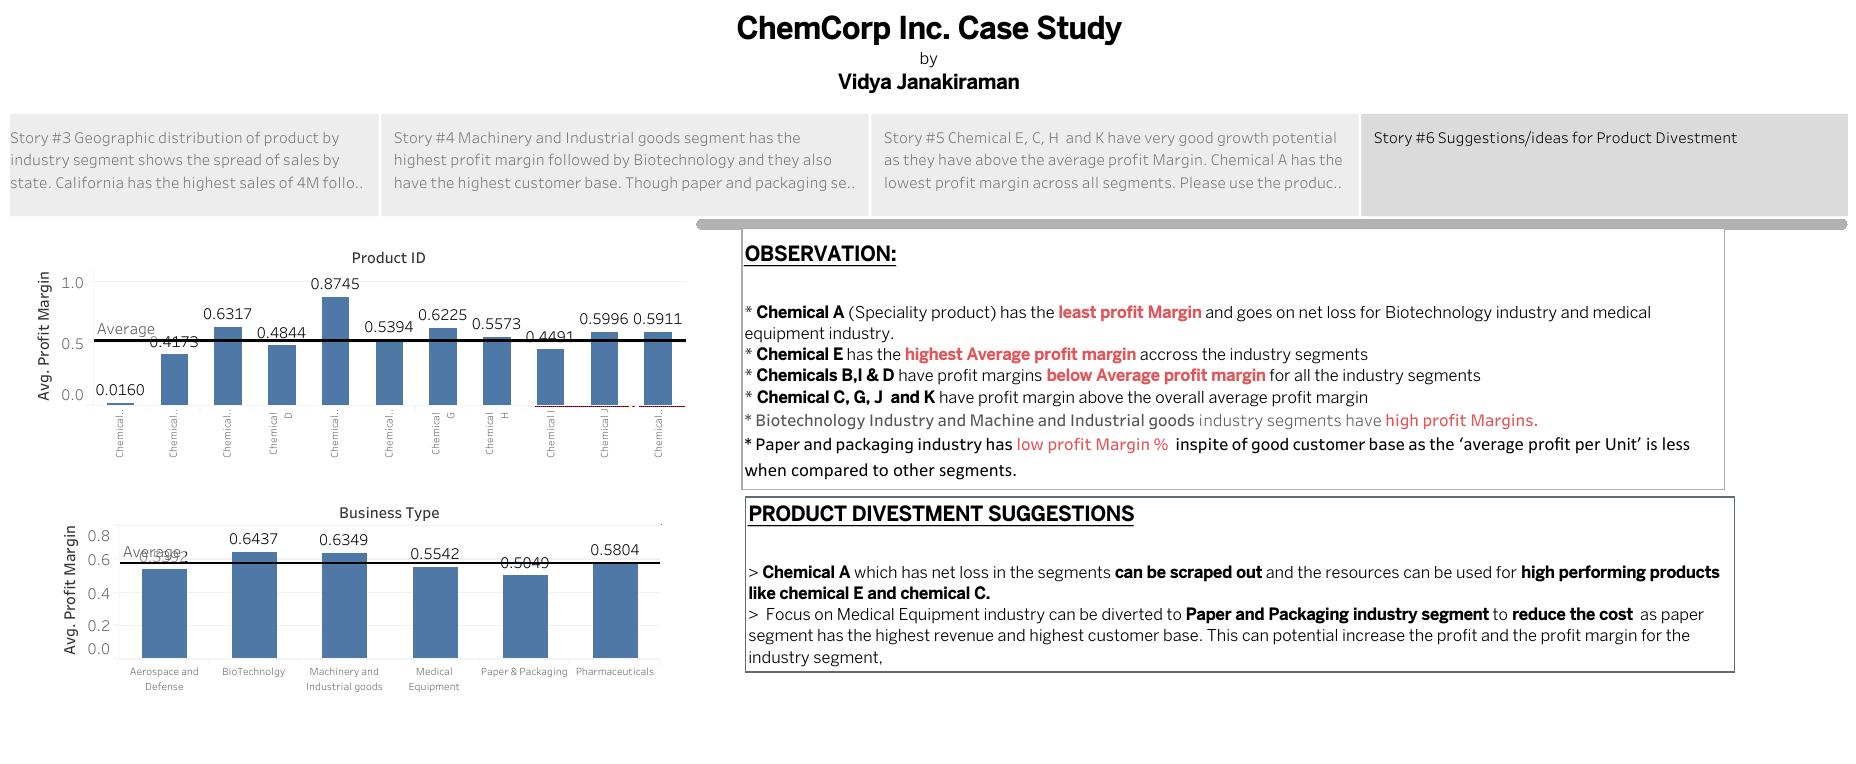 ChemCorp Inc. Case Study
by
Vidya Janakiraman
Story #3 Geographic distribution of product by
industry segment shows the spread of sales by
state. California has the highest sales of 4M follo..
Story #4 Machinery and Industrial goods segment has the
highest profit margin followed by Biotechnology and they also
have the highest customer base. Though paper and packaging se..
Story #5 Chemical E, C, H  and K have very good growth potential
as they have above the average profit Margin. Chemical A has the
lowest profit margin across all segments. Please use the produc..
Story #6 Suggestions/ideas for Product Divestment
Product ID
Avg. Profit Margin
1.0
0.5
0.0
Average
0.0160
0.4173
0.6317
0.4844
0.8745
0.5394
0.6225
0.5573
0.4491
0.5996
0.5911
Chemical..
Chemical..
Chemical..
Chemical D
Chemical..
Chemical..
Chemical G
Chemical H
Chemical I
Chemical J
Chemical..
Business Type
Avg. Profit Margin
0.8
0.6
0.4
0.2
0.0
Average
0.5392
0.6437
0.6349
0.5542
0.5049
0.5804
Aerospace and
Defense
BioTechnolgy
Machinery and
Industrial goods
Medical
Equipment
Paper & Packaging
Pharmaceuticals
OBSERVATION:
* Chemical A (Speciality product) has the least profit Margin and goes on net loss for Biotechnology industry and medical
equipment industry.
* Chemical E has the highest Average profit margin accross the industry segments
* Chemicals B,I & D have profit margins below Average profit margin for all the industry segments
* Chemical C, G, J  and K have profit margin above the overall average profit margin
* Biotechnology Industry and Machine and Industrial goods industry segments have high profit Margins.
* Paper and packaging industry has low profit Margin %  inspite of good customer base as the ‘average profit per Unit’ is less
when compared to other segments.
PRODUCT DIVESTMENT SUGGESTIONS
> Chemical A which has net loss in the segments can be scraped out and the resources can be used for high performing products
like chemical E and chemical C.
>  Focus on Medical Equipment industry can be diverted to Paper and Packaging industry segment to reduce the cost  as paper
segment has the highest revenue and highest customer base. This can potential increase the profit and the profit margin for the
industry segment,